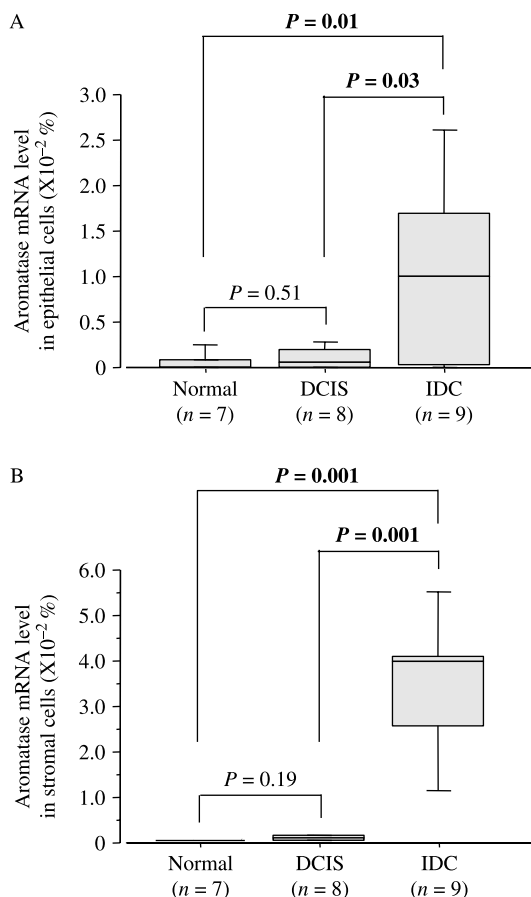 A
P = 0.01
P = 0.03
Aromatase mRNA level
in epithelial cells (X10⁻² %)
3.0
2.5
2.0
1.5
1.0
0.5
0
P = 0.51
Normal
(n = 7)
DCIS
(n = 8)
IDC
(n = 9)
B
P = 0.001
P = 0.001
Aromatase mRNA level
in stromal cells (X10⁻² %)
6.0
5.0
4.0
3.0
2.0
1.0
0
P = 0.19
Normal
(n = 7)
DCIS
(n = 8)
IDC
(n = 9)